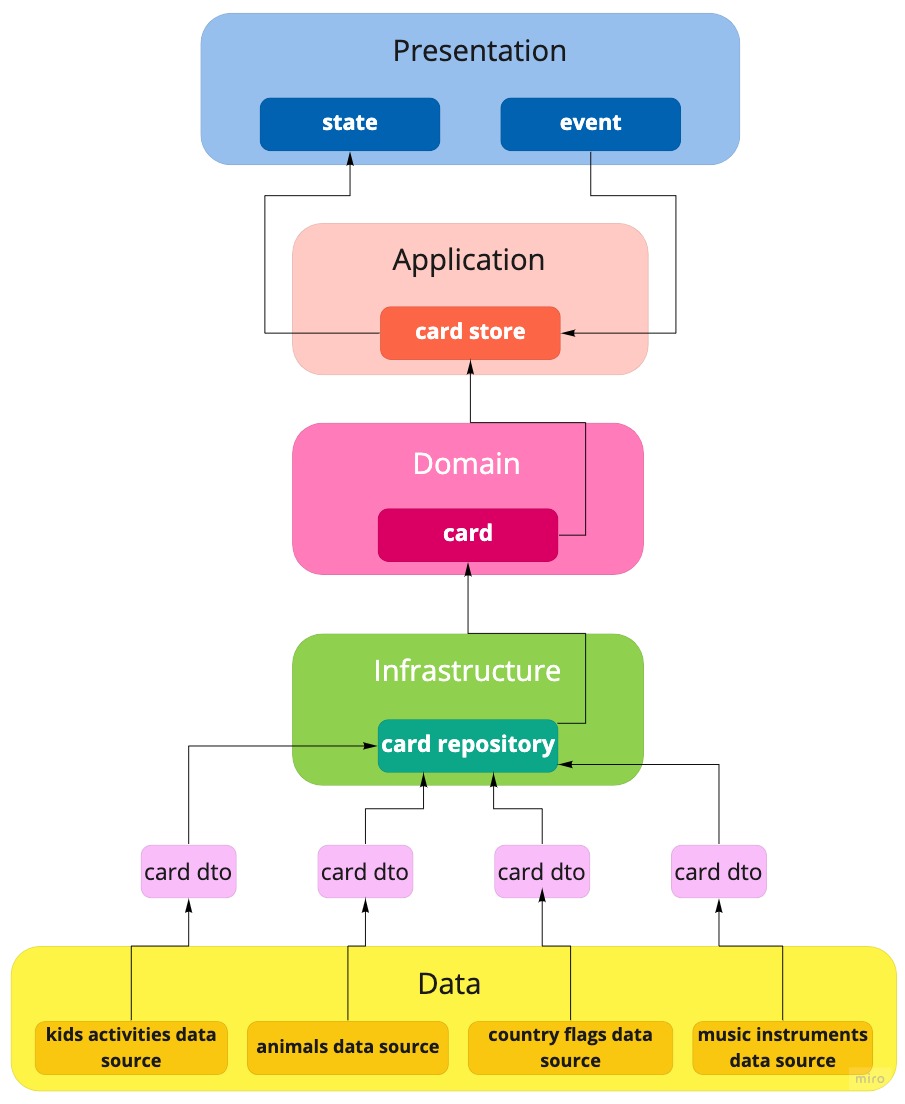 Presentation
state
event
Application
card store
Domain
card
Infrastructure
card repository
card dto
card dto
card dto
card dto
Data
kids activities data
source
animals data source
country flags data
source
music instruments
data source
miro